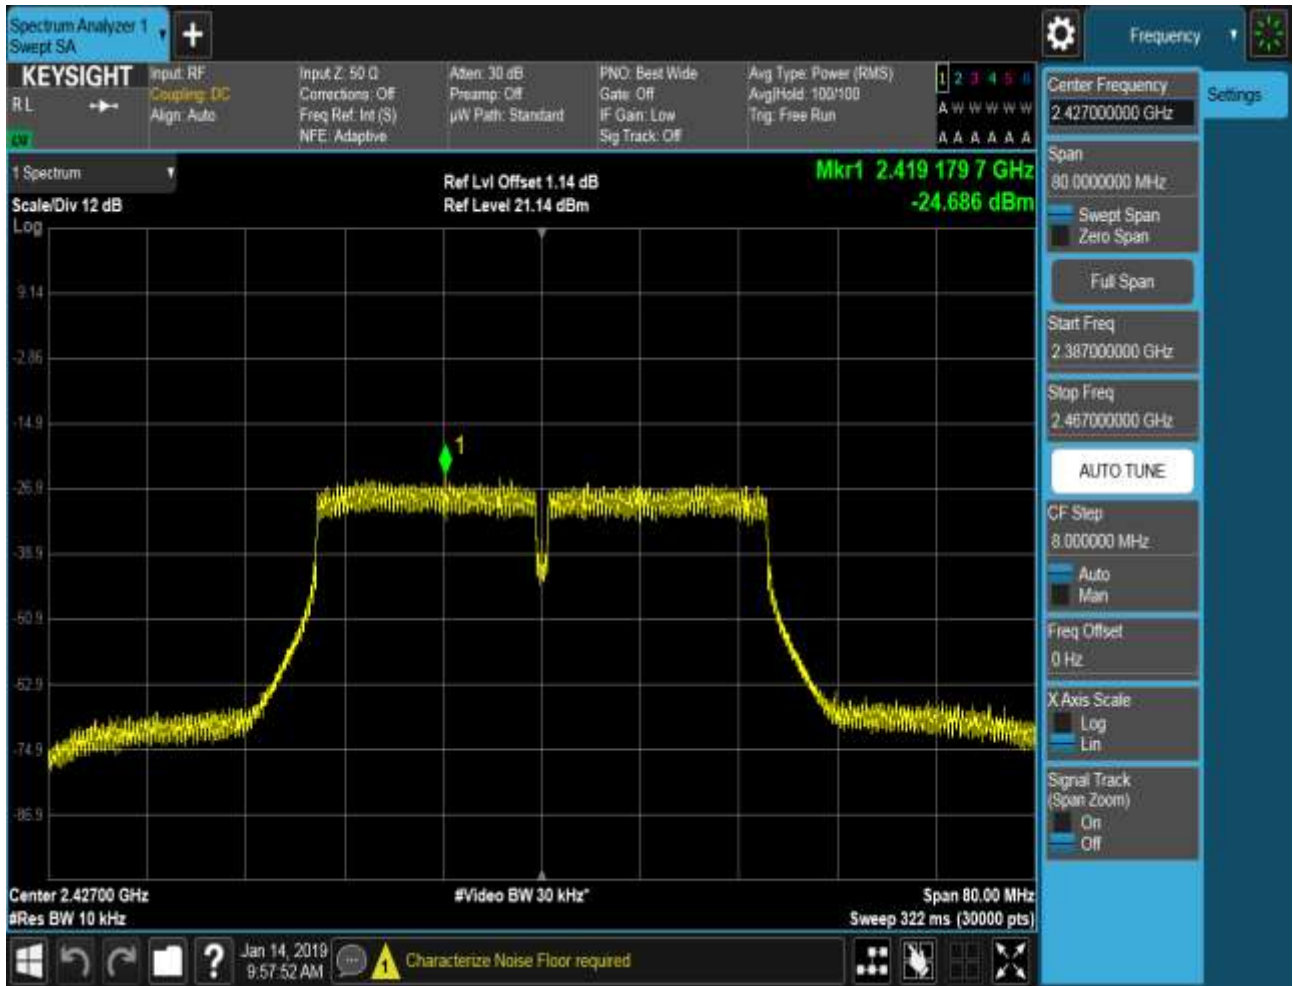 Spectrum Analyzer 1
Swept SA
+
Frequency
KEYSIGHT
R L
Input: RF
Coupling: DC
Align: Auto
Input Z: 50 Ω
Corrections: Off
Freq Ref: Int (S)
NFE: Adaptive
Atten: 30 dB
Preamp: Off
µW Path: Standard
PNO: Best Wide
Gate: Off
IF Gain: Low
Sig Track: Off
Avg Type: Power (RMS)
Avg|Hold: 100/100
Trig: Free Run
1 2 3 4 5 6
A W W W W W
A A A A A A
1 Spectrum
Scale/Div 12 dB
Log
Ref Lvl Offset 1.14 dB
Ref Level 21.14 dBm
Mkr1 2.419 179 7 GHz
-24.686 dBm
9.14
-2.86
-14.9
-26.9
-38.9
-50.9
-62.9
-74.9
-86.9
1
Center 2.42700 GHz
#Res BW 10 kHz
#Video BW 30 kHz*
Span 80.00 MHz
Sweep 322 ms (30000 pts)
Center Frequency
2.427000000 GHz
Settings
Span
80.0000000 MHz
Swept Span
Zero Span
Full Span
Start Freq
2.387000000 GHz
Stop Freq
2.467000000 GHz
AUTO TUNE
CF Step
8.000000 MHz
Auto
Man
Freq Offset
0 Hz
X Axis Scale
Log
Lin
Signal Track
(Span Zoom)
On
Off
?
Jan 14, 2019
9:57:52 AM
1
Characterize Noise Floor required